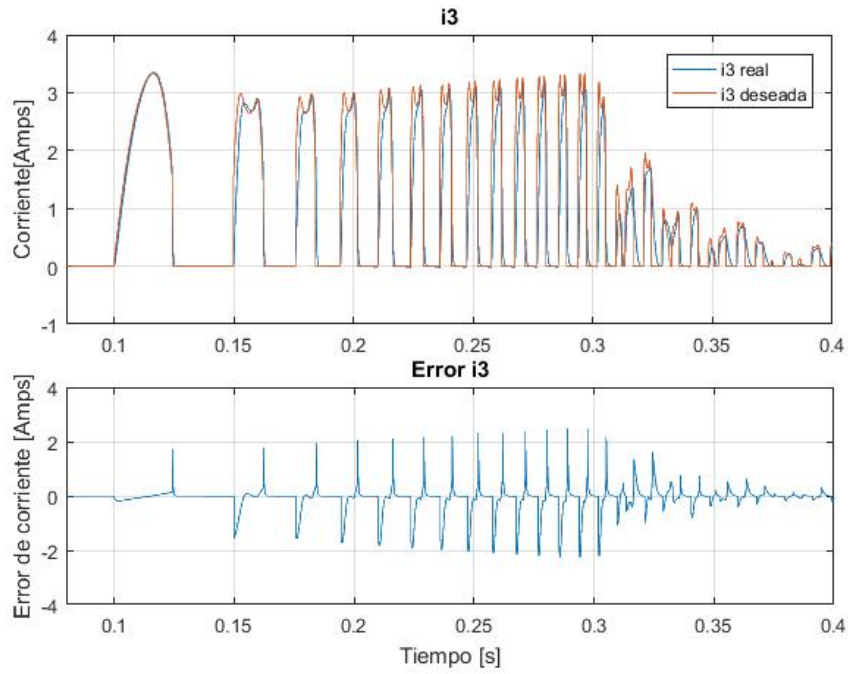 i3
4
3
2
1
0
-1
Corriente[Amps]
i3 real
i3 deseada
0.1 0.15 0.2 0.25 0.3 0.35 0.4
Error i3
4
2
0
-2
-4
Error de corriente [Amps]
0.1 0.15 0.2 0.25 0.3 0.35 0.4
Tiempo [s]